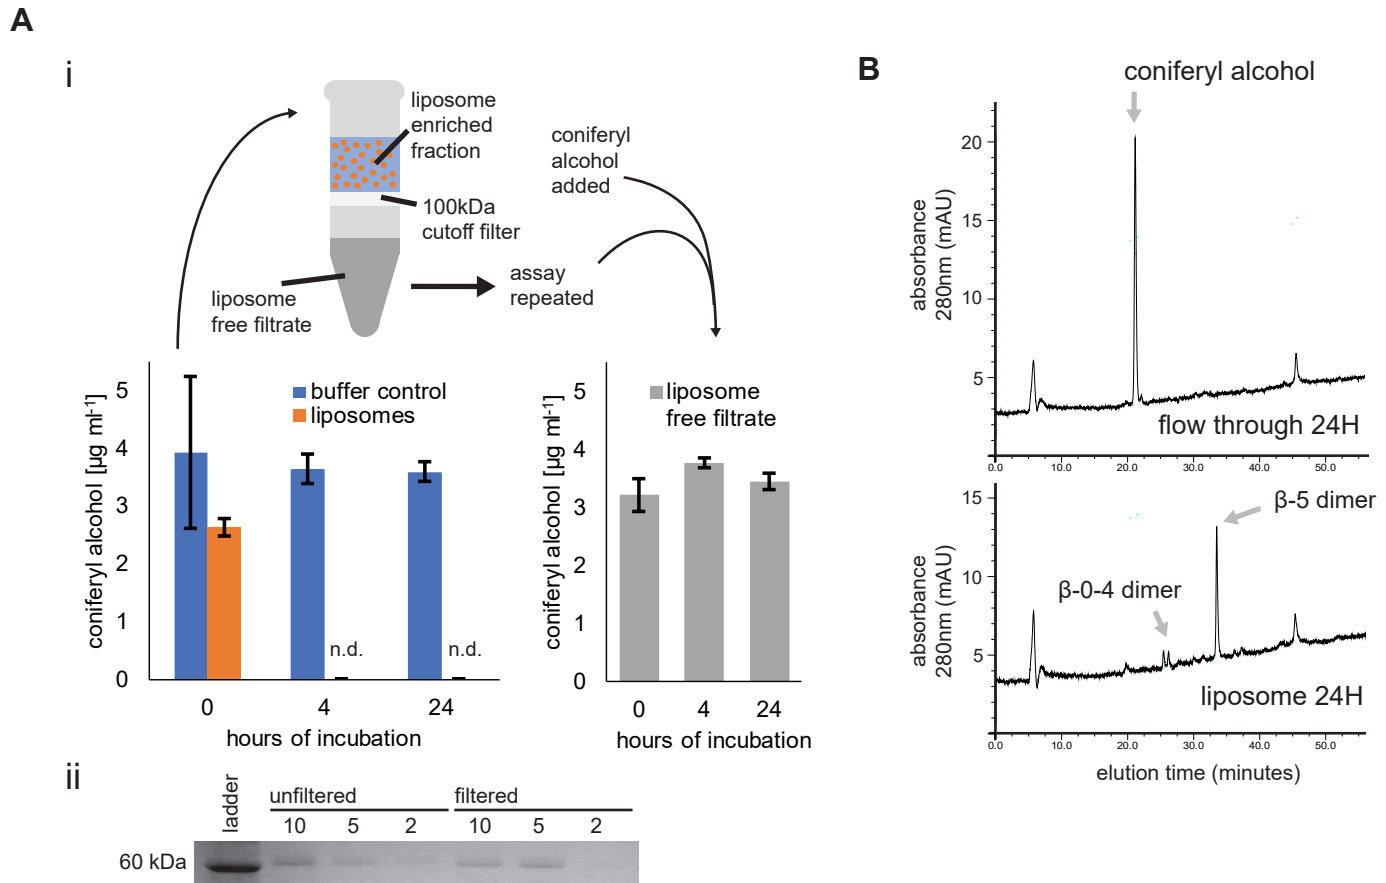 A
i
liposome
enriched
fraction
100kDa
cutoff filter
liposome
free filtrate
assay
repeated
coniferyl
alcohol
added
coniferyl alcohol [µg ml⁻¹]
5
4
3
2
1
0
buffer control
liposomes
n.d.
n.d.
0 4 24
hours of incubation
coniferyl alcohol [µg ml⁻¹]
5
4
3
2
1
0
liposome
free filtrate
0 4 24
hours of incubation
ii
ladder
unfiltered filtered
10 5 2 10 5 2
60 kDa
B
coniferyl alcohol
absorbance
280nm (mAU)
20
15
10
5
flow through 24H
0.0 10.0 20.0 30.0 40.0 50.0
absorbance
280nm (mAU)
15
10
5
β-5 dimer
β-0-4 dimer
liposome 24H
0.0 10.0 20.0 30.0 40.0 50.0
elution time (minutes)